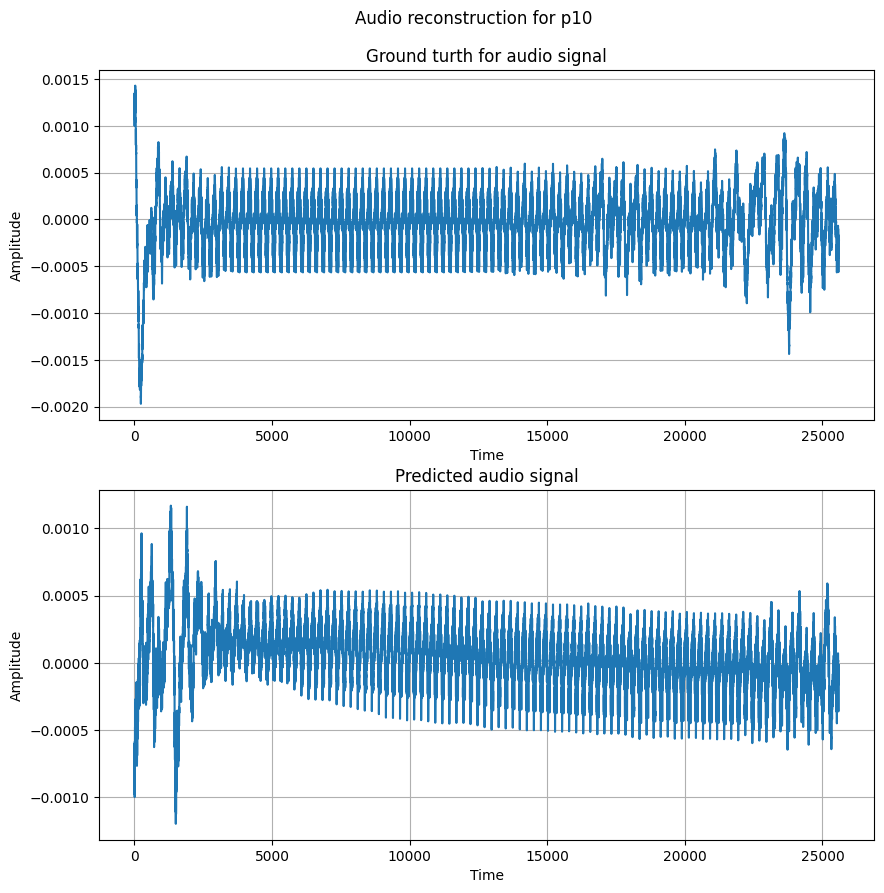 Audio reconstruction for p10
Ground turth for audio signal
0.0015
0.0010
0.0005
0.0000
−0.0005
−0.0010
−0.0015
−0.0020
Amplitude
0 5000 10000 15000 20000 25000
Time
Predicted audio signal
0.0010
0.0005
0.0000
−0.0005
−0.0010
Amplitude
0 5000 10000 15000 20000 25000
Time